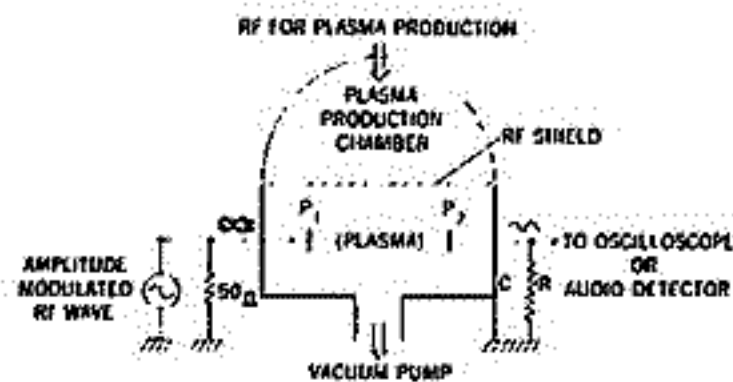 RF FOR PLASMA PRODUCTION
PLASMA
PRODUCTION
CHAMBER
RF SHIELD
P1
P2
(PLASMA)
TO OSCILLOSCOPE
OR
AUDIO DETECTOR
AMPLITUDE
MODULATED
RF WAVE
50Ω
C
R
VACUUM PUMP